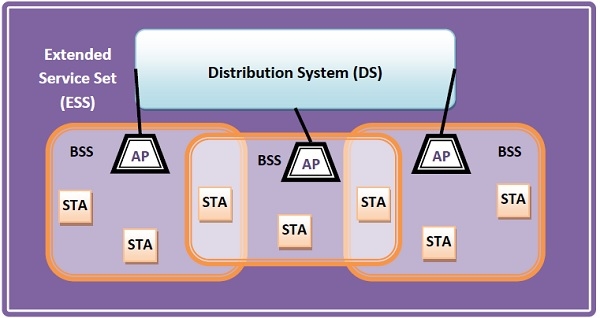 Extended
Service Set
(ESS)
Distribution System (DS)
BSS
AP
BSS
AP
AP
BSS
STA
STA
STA
STA
STA
STA
STA